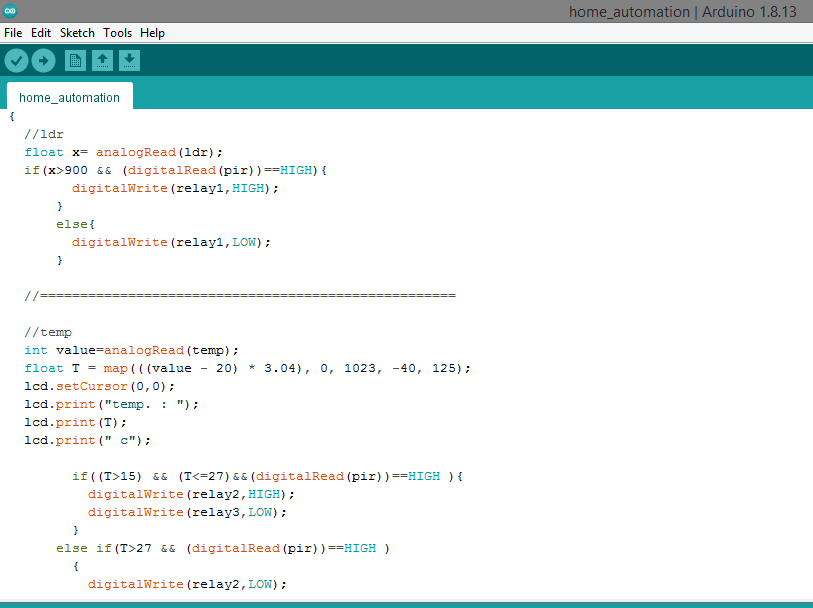 home_automation | Arduino 1.8.13
File Edit Sketch Tools Help
home_automation
{
//ldr
float x= analogRead(ldr);
if(x>900 && (digitalRead(pir))==HIGH){
digitalWrite(relay1,HIGH);
}
else{
digitalWrite(relay1,LOW);
}
//====================================================
//temp
int value=analogRead(temp);
float T = map(((value - 20) * 3.04), 0, 1023, -40, 125);
lcd.setCursor(0,0);
lcd.print("temp. : ");
lcd.print(T);
lcd.print(" c");
if((T>15) && (T<=27)&&(digitalRead(pir))==HIGH ){
digitalWrite(relay2,HIGH);
digitalWrite(relay3,LOW);
}
else if(T>27 && (digitalRead(pir))==HIGH )
{
digitalWrite(relay2,LOW);